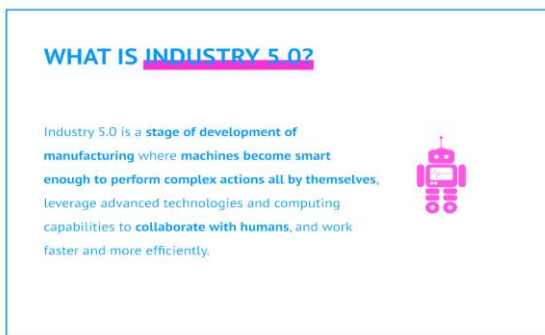 WHAT IS INDUSTRY 5.0?
Industry 5.0 is a stage of development of
manufacturing where machines become smart
enough to perform complex actions all by themselves,
leverage advanced technologies and computing
capabilities to collaborate with humans, and work
faster and more efficiently.